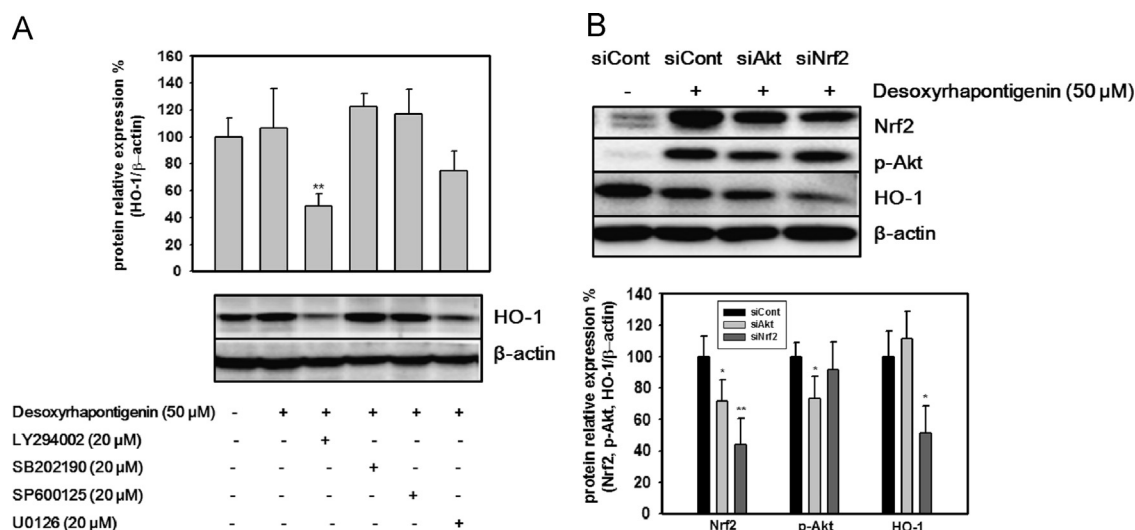 A
160
140
120
100
80
60
40
20
0
protein relative expression %
(HO-1/β–actin)
**
HO-1
β-actin
Desoxyrhapontigenin (50 µM) - + + + + +
LY294002 (20 µM) - - + - - -
SB202190 (20 µM) - - - + - -
SP600125 (20 µM) - - - - + -
U0126 (20 µM) - - - - - +
B
siCont siCont siAkt siNrf2
- + + + Desoxyrhapontigenin (50 µM)
Nrf2
p-Akt
HO-1
β-actin
140
120
100
80
60
40
20
0
protein relative expression %
(Nrf2, p-Akt, HO-1/β–actin)
siCont
siAkt
siNrf2
* ** * *
Nrf2 p-Akt HO-1